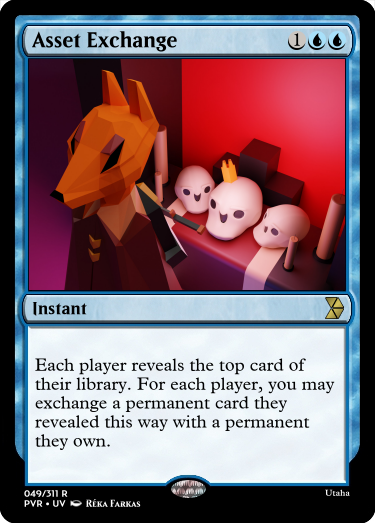 Asset Exchange 1
Instant
Each player reveals the top card of
their library. For each player, you may
exchange a permanent card they
revealed this way with a permanent
they own.
049/311 R
Utaha
PVR • UV RÉKA FARKAS